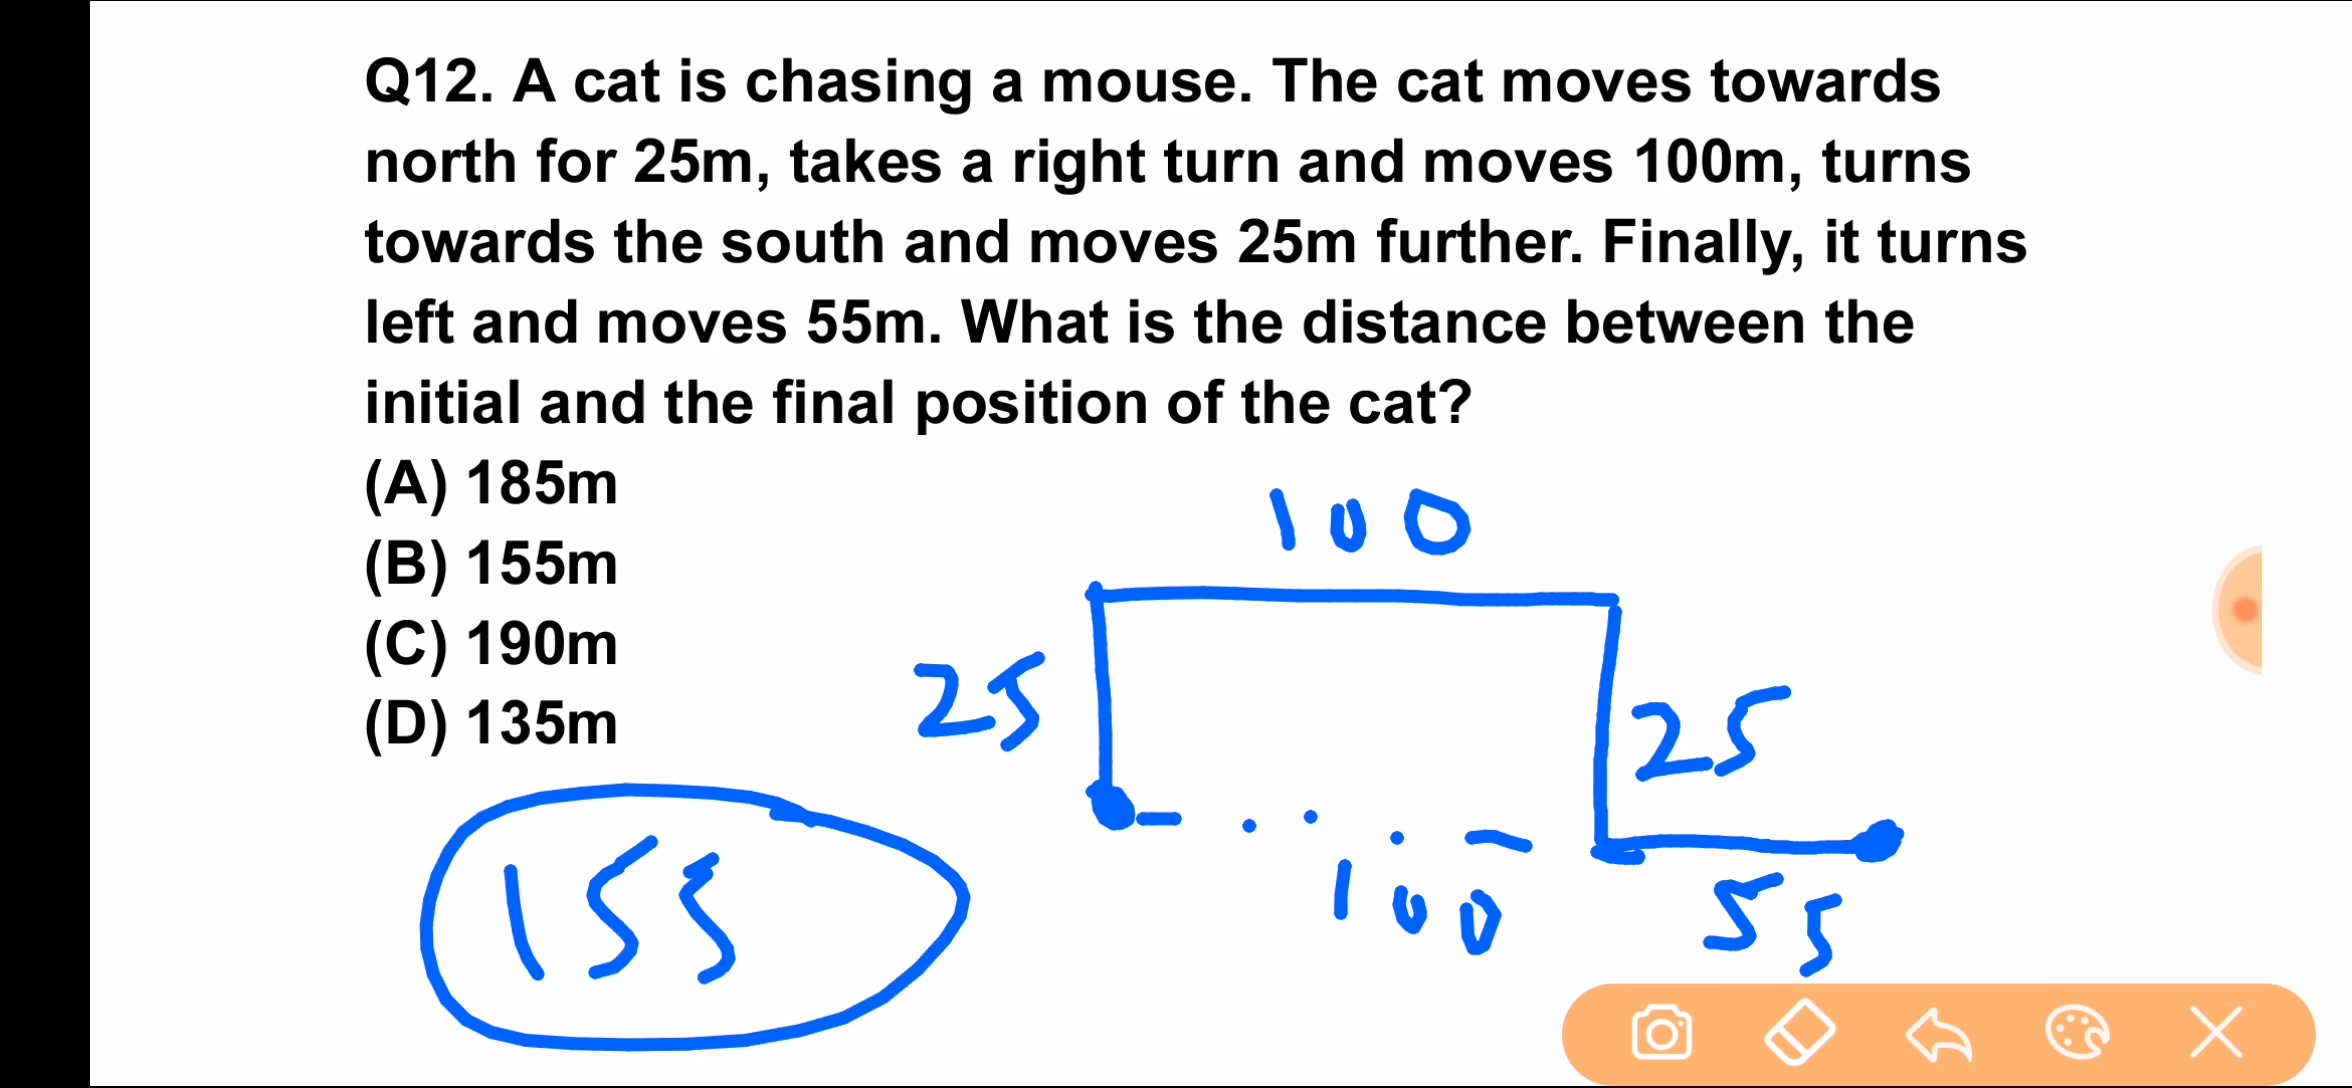 Q12. A cat is chasing a mouse. The cat moves towards
north for 25m, takes a right turn and moves 100m, turns
towards the south and moves 25m further. Finally, it turns
left and moves 55m. What is the distance between the
initial and the final position of the cat?
(A) 185m
(B) 155m
(C) 190m
(D) 135m
100
25
25
100
55
155